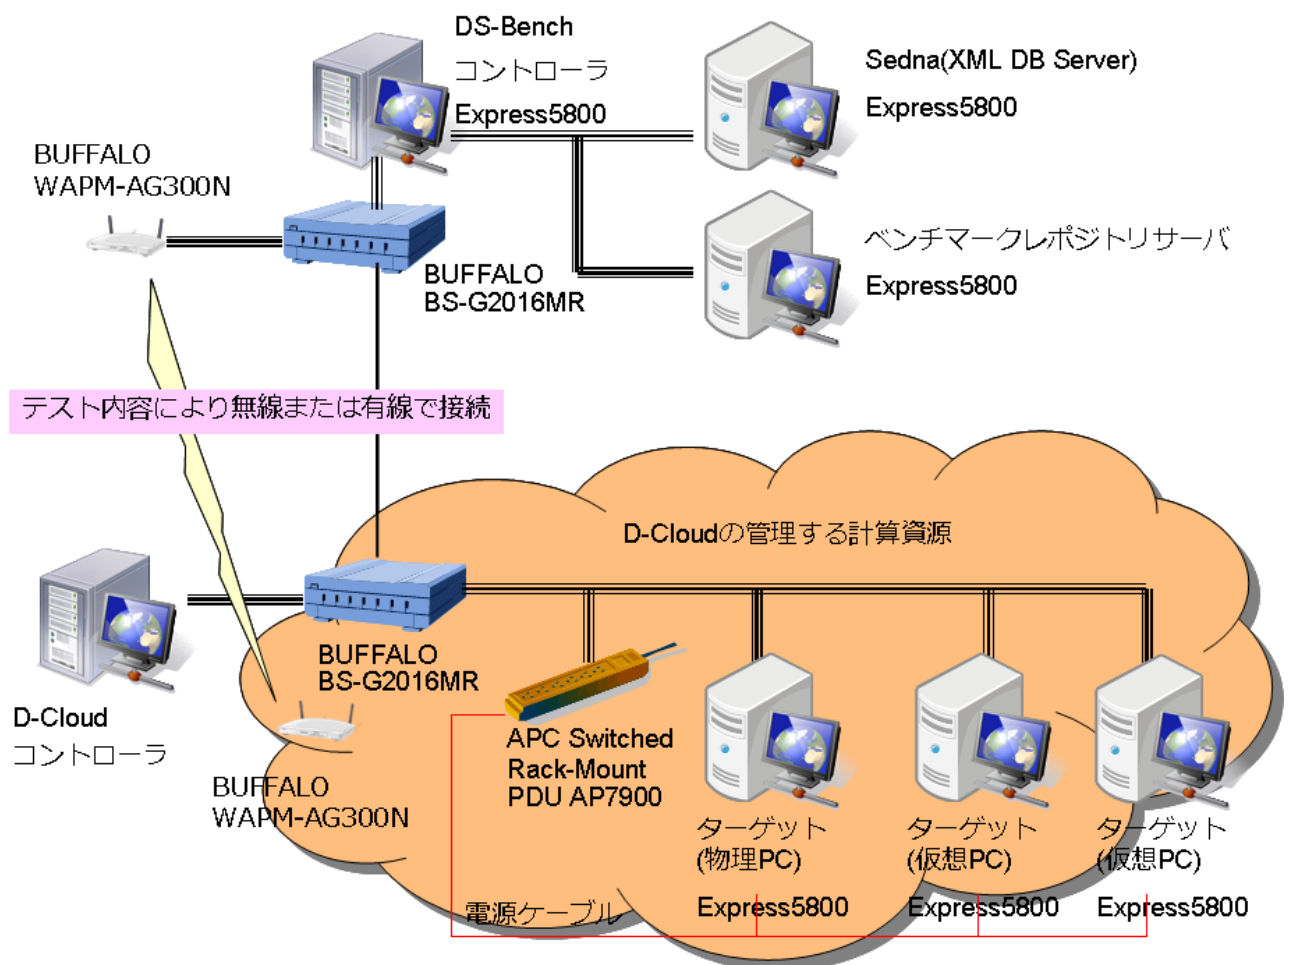 DS-Bench
コントローラ
Express5800
Sedna(XML DB Server)
Express5800
BUFFALO
WAPM-AG300N
BUFFALO
BS-G2016MR
ベンチマークレポジトリサーバ
Express5800
テスト内容により無線または有線で接続
D-Cloudの管理する計算資源
BUFFALO
BS-G2016MR
D-Cloud
コントローラ
BUFFALO
WAPM-AG300N
APC Switched
Rack-Mount
PDU AP7900
ターゲット
(物理PC)
Express5800
ターゲット
(仮想PC)
Express5800
ターゲット
(仮想PC)
Express5800
電源ケーブル